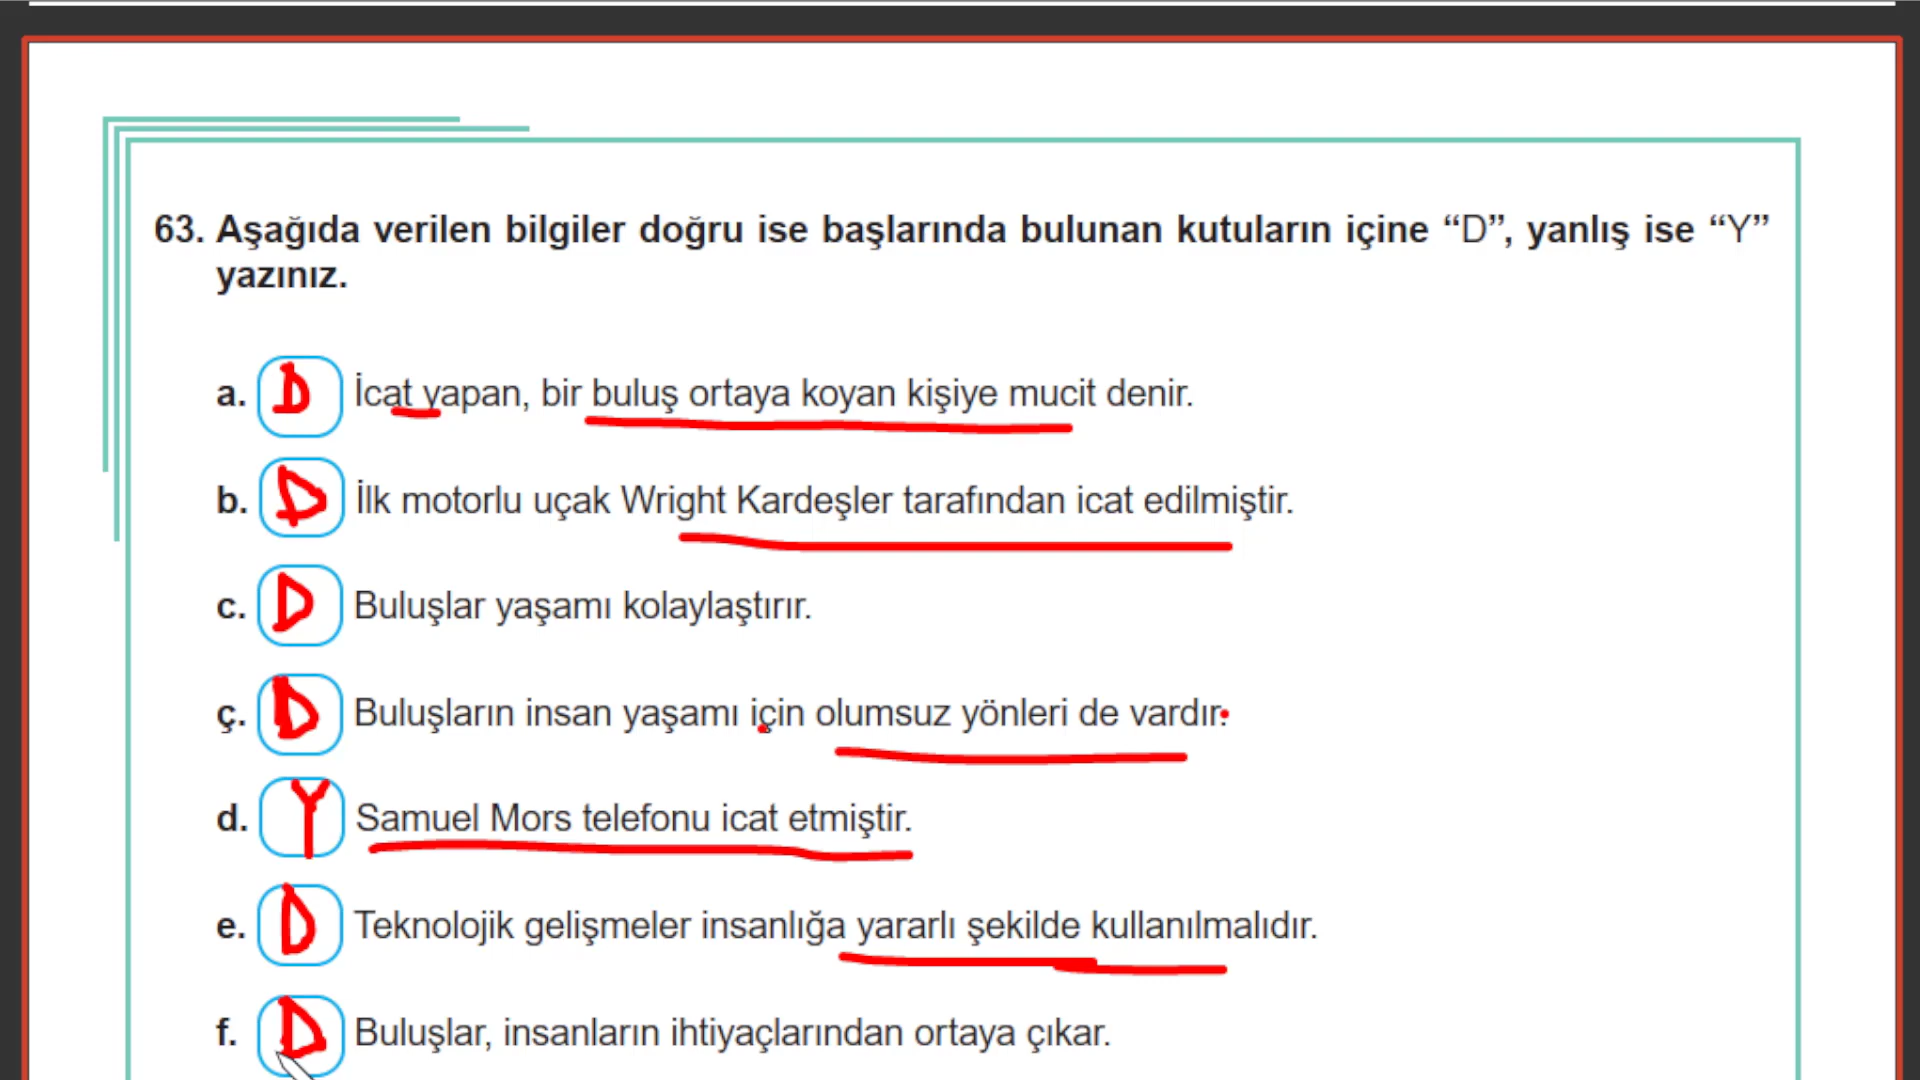 63. Aşağıda verilen bilgiler doğru ise başlarında bulunan kutuların içine “D”, yanlış ise “Y”
yazınız.
a. D İcat yapan, bir buluş ortaya koyan kişiye mucit denir.
b. D İlk motorlu uçak Wright Kardeşler tarafından icat edilmiştir.
c. D Buluşlar yaşamı kolaylaştırır.
ç. D Buluşların insan yaşamı için olumsuz yönleri de vardır.
d. Y Samuel Mors telefonu icat etmiştir.
e. D Teknolojik gelişmeler insanlığa yararlı şekilde kullanılmalıdır.
f. D Buluşlar, insanların ihtiyaçlarından ortaya çıkar.